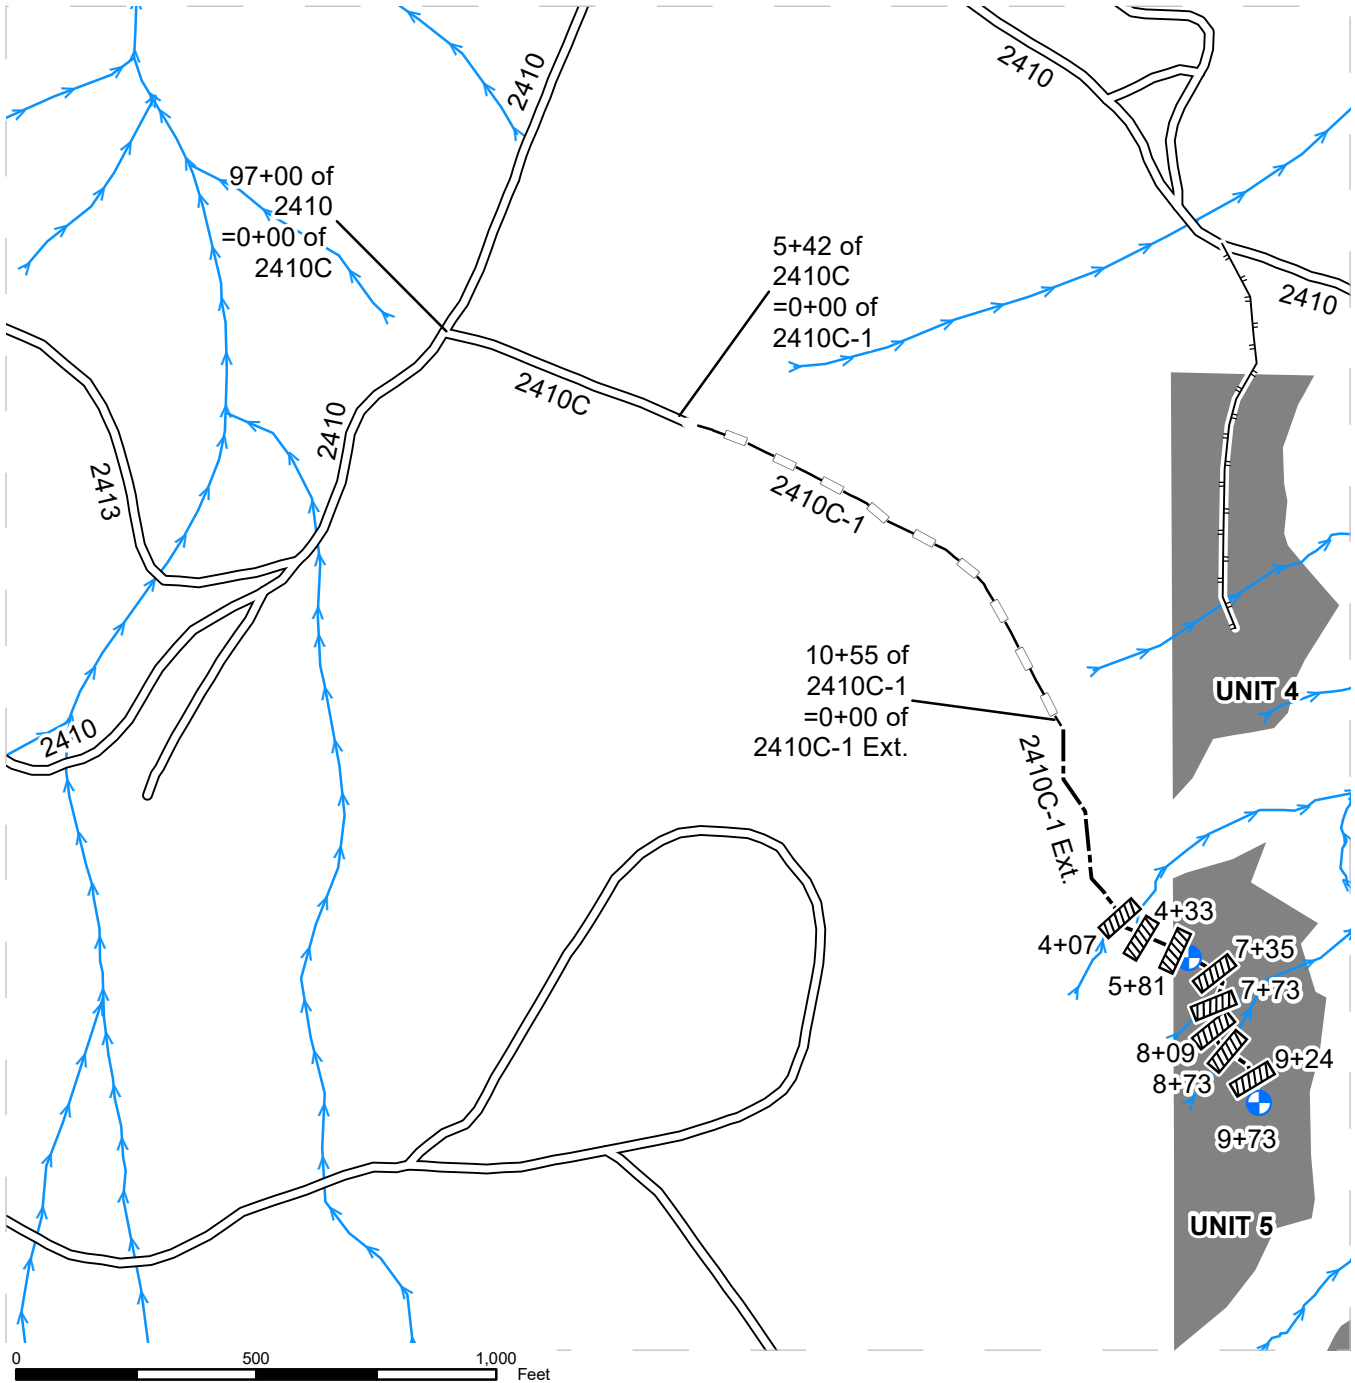 2410
2410
97+00 of
2410
=0+00 of
2410C
5+42 of
2410C
=0+00 of
2410C-1
2410
2410C
2410
2413
2410C-1
10+55 of
2410C-1
=0+00 of
2410C-1 Ext.
UNIT 4
2410
2410C-1 Ext.
4+33
4+07
7+35
5+81
7+73
8+09
9+24
8+73
9+73
UNIT 5
0 500 1,000
Feet